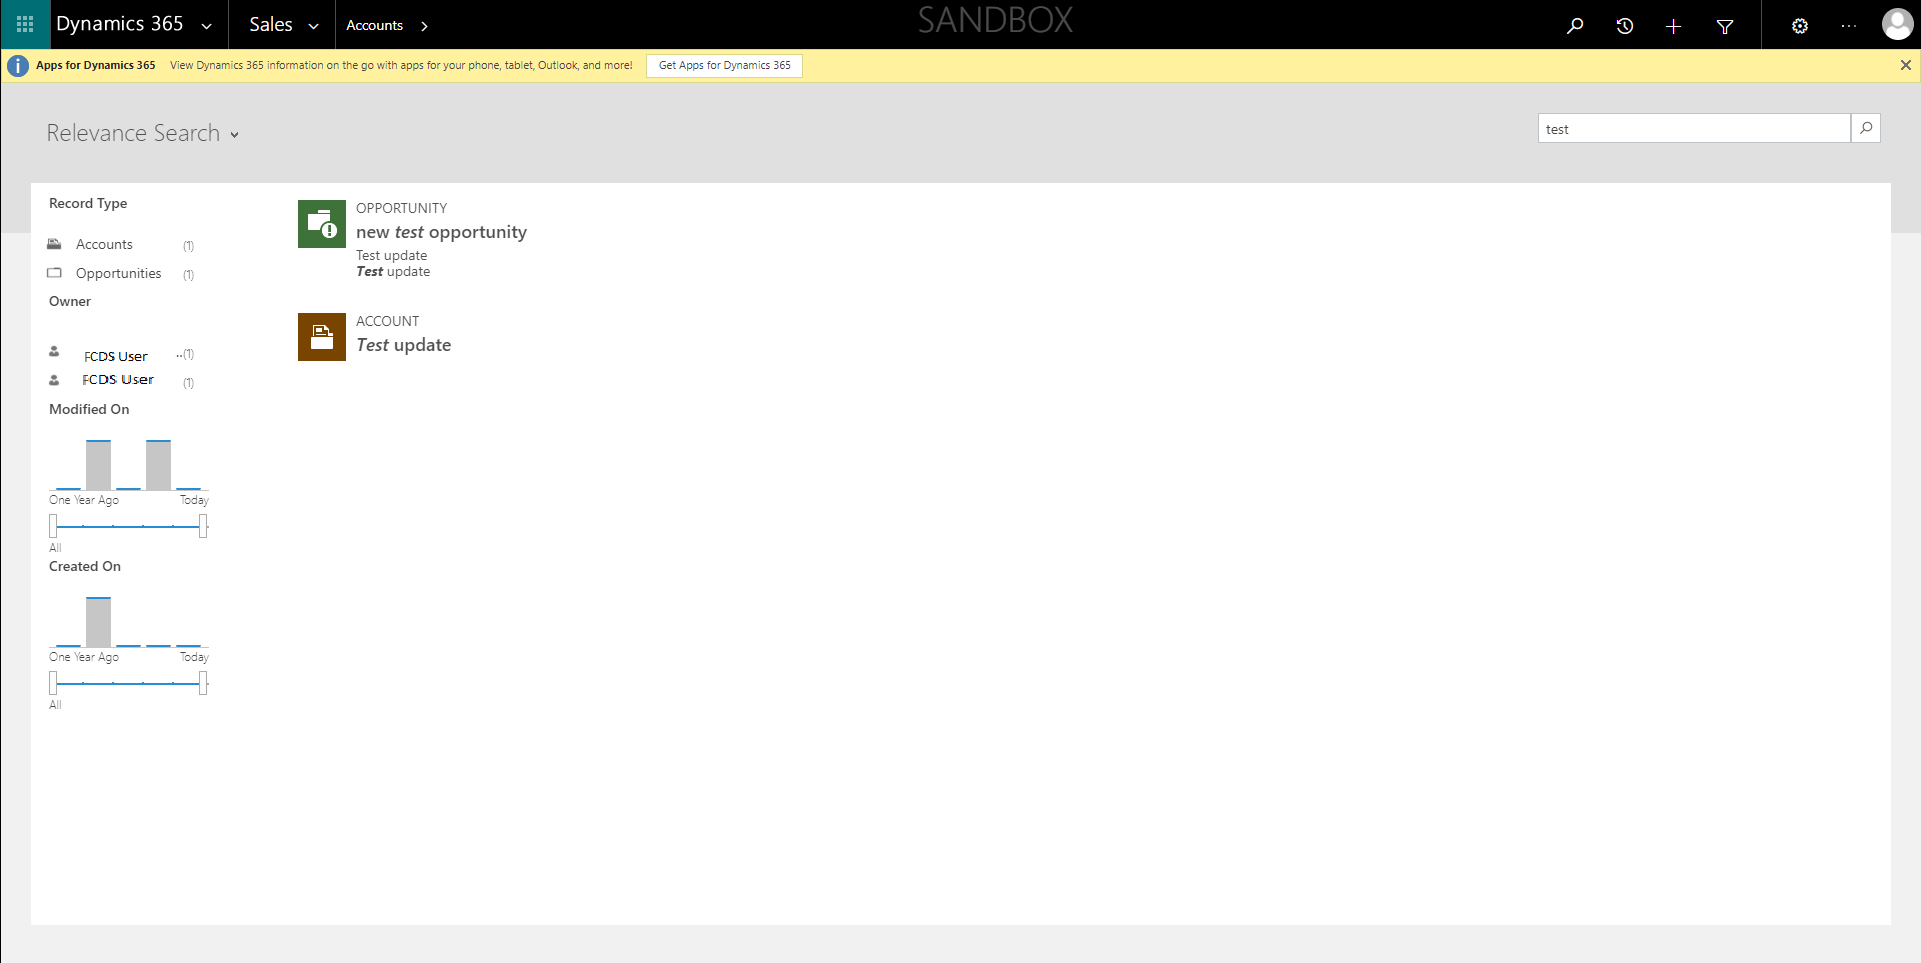 Dynamics 365
Sales
Accounts
SANDBOX
Apps for Dynamics 365 View Dynamics 365 information on the go with apps for your phone, tablet, Outlook, and more! Get Apps for Dynamics 365
Relevance Search
test
Record Type
Accounts (1)
Opportunities (1)
Owner
FCDS User ..(1)
FCDS User (1)
Modified On
One Year Ago Today
All
Created On
One Year Ago Today
All
OPPORTUNITY
new test opportunity
Test update
Test update
ACCOUNT
Test update